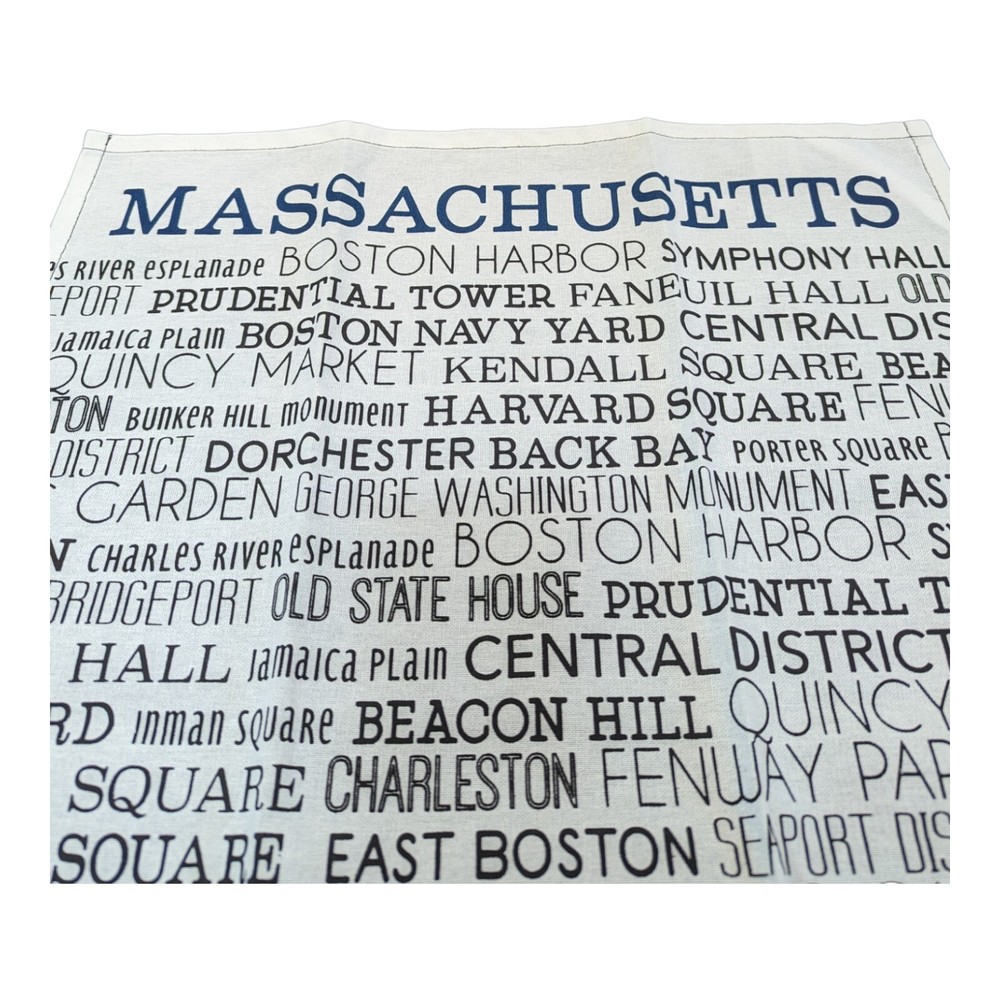 MASSACHUSETTS
ES RIVER ESPLANADE BOSTON HARBOR SYMPHONY HALL
EPORT PRUDENTIAL TOWER FANEUIL HALL OLD
Jamaica Plain BOSTON NAVY YARD CENTRAL DIS
QUINCY MARKET KENDALL SQUARE BEA
TON BUNKER HILL monument HARVARD SQUARE FENW
DISTRICT DORCHESTER BACK BAY PORTER SQUARE
GARDEN GEORGE WASHINGTON MONUMENT EAST
N CHARLES RIVER ESPLANADE BOSTON HARBOR S
BRIDGEPORT OLD STATE HOUSE PRUDENTIAL T
HALL Jamaica Plain CENTRAL DISTRICT
RD Inman square BEACON HILL QUINCY
SQUARE CHARLESTON FENWAY PAR
SQUARE EAST BOSTON SEAPORT DIS